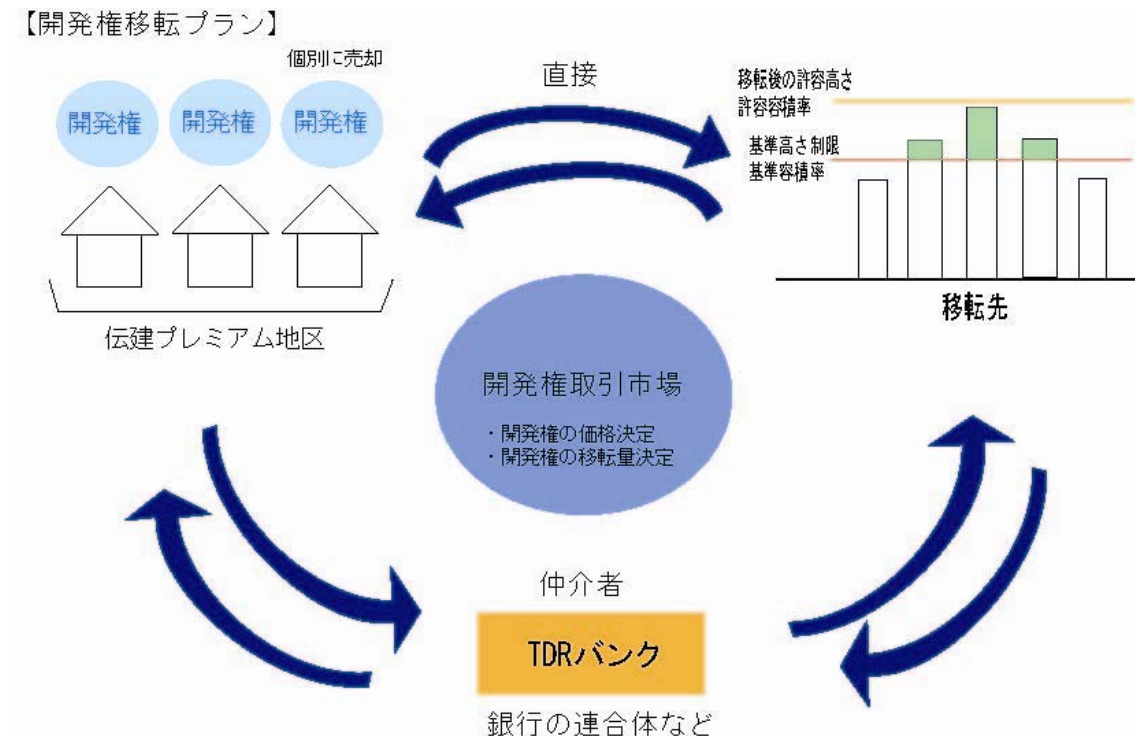 【開発権移転プラン】
個別に売却
開発権
開発権
開発権
伝建プレミアム地区
直接
移転後の許容高さ
許容容積率
基準高さ制限
基準容積率
移転先
開発権取引市場
・開発権の価格決定
・開発権の移転量決定
仲介者
TDRバンク
銀行の連合体など